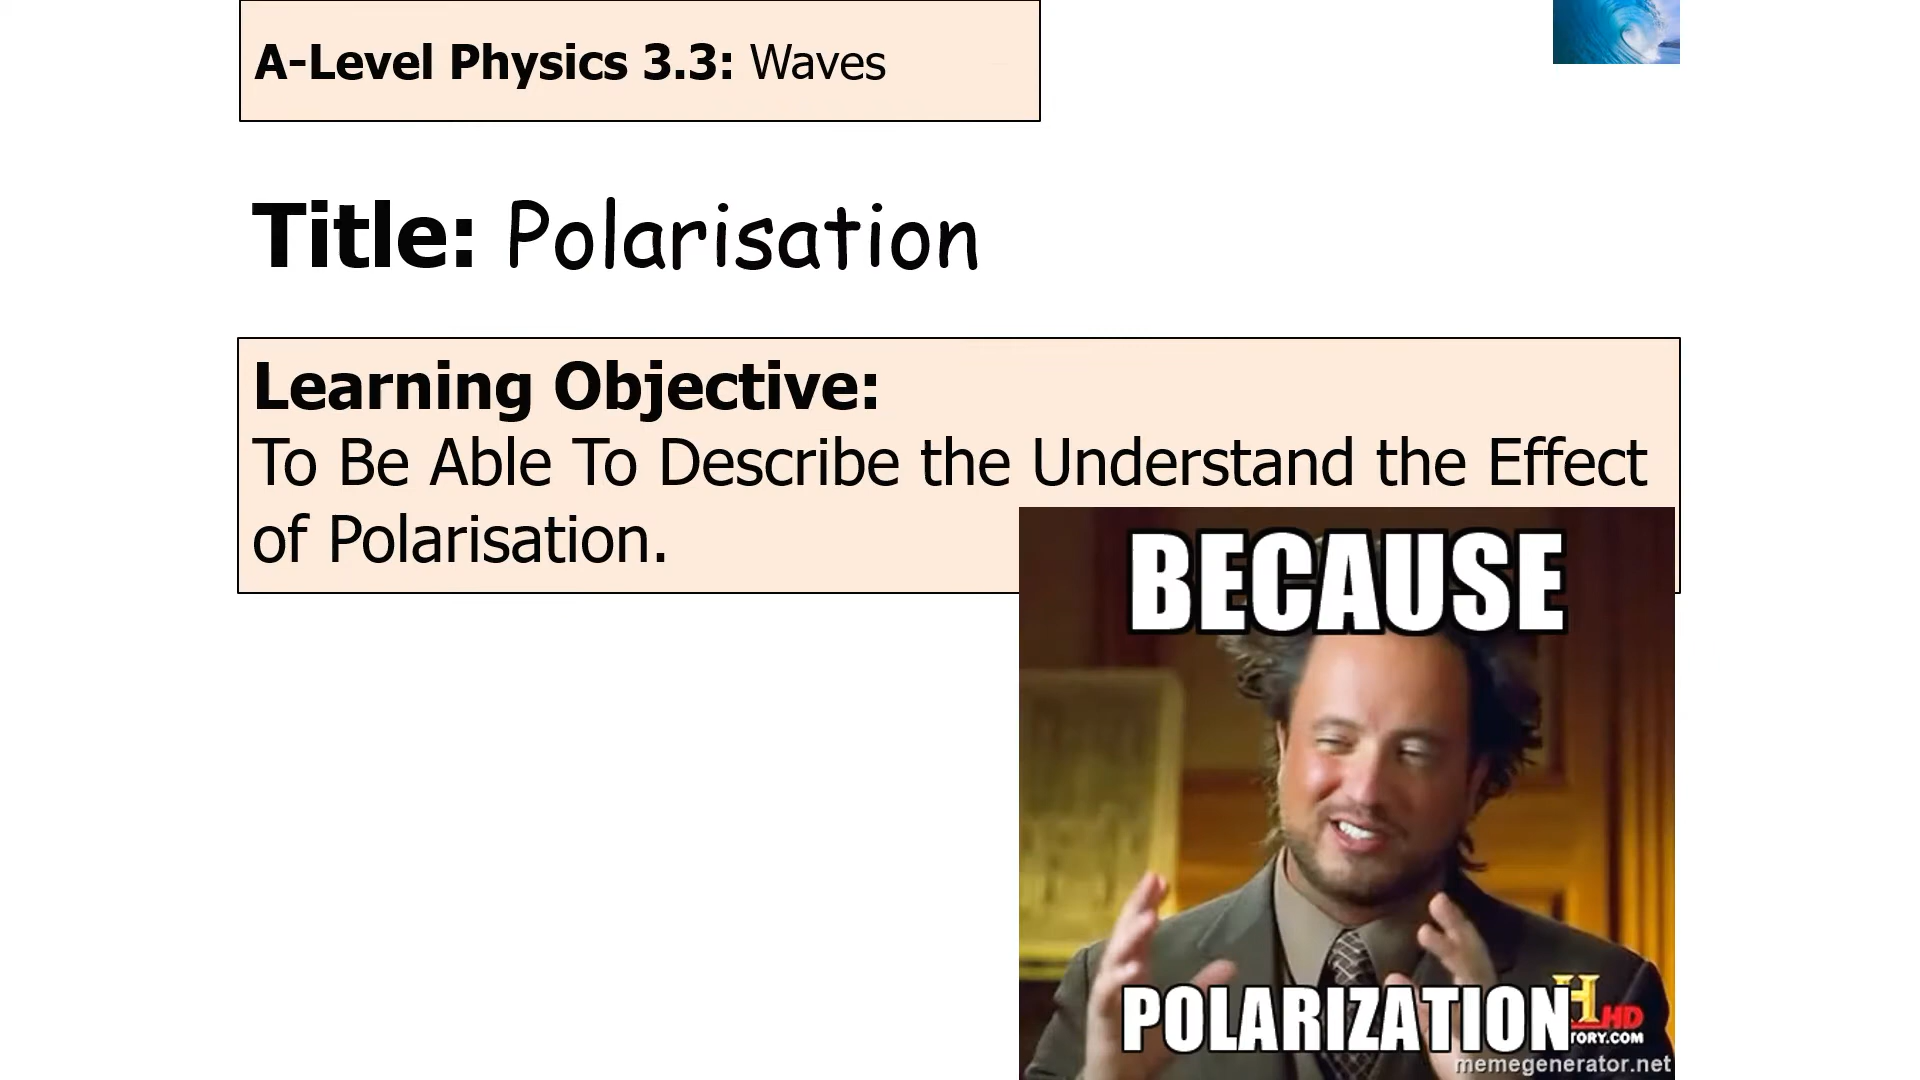 A-Level Physics 3.3: Waves
Title: Polarisation
Learning Objective:
To Be Able To Describe the Understand the Effect
of Polarisation.
BECAUSE
POLARIZATION
H HD
TORY.COM
memegenerator.net